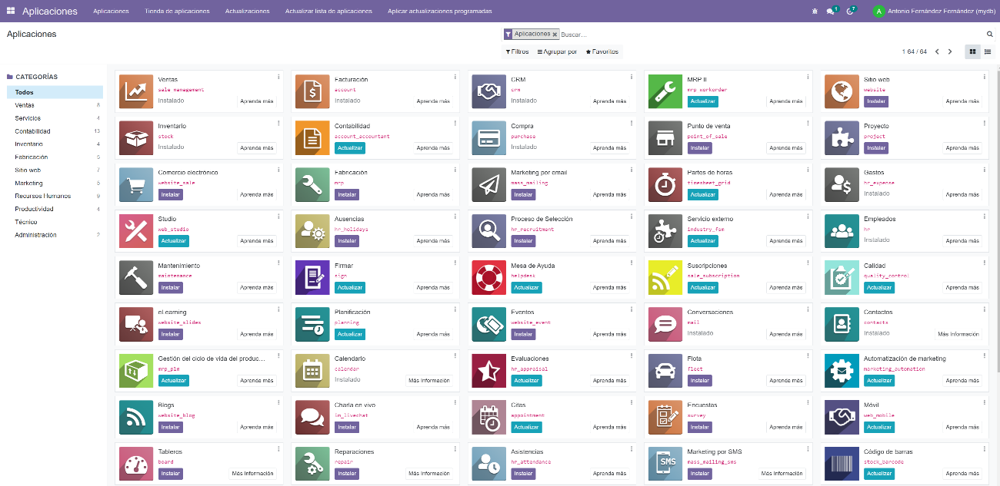 Aplicaciones Aplicaciones Tienda de aplicaciones Actualizaciones Actualizar lista de aplicaciones Aplicar actualizaciones programadas 1 7 A Antonio Fernández Fernández (mydb)
Aplicaciones Aplicaciones Buscar...
Filtros Agrupar por Favoritos 1-64 / 64
CATEGORÍAS
Todos
Ventas 8
Servicios 4
Contabilidad 13
Inventario 4
Fabricación 5
Sitio web 7
Marketing 5
Recursos Humanos 9
Productividad 4
Técnico
Administración 2
Ventas
sale_management
Instalado Aprenda más
Facturación
account
Instalado Aprenda más
CRM
crm
Instalado Aprenda más
MRP II
mrp_workorder
Actualizar Aprenda más
Sitio web
website
Instalar Aprenda más
Inventario
stock
Instalado Aprenda más
Contabilidad
account_accountant
Actualizar Aprenda más
Compra
purchase
Instalado Aprenda más
Punto de venta
point_of_sale
Instalar Aprenda más
Proyecto
project
Instalar Aprenda más
Comercio electrónico
website_sale
Instalar Aprenda más
Fabricación
mrp
Instalar Aprenda más
Marketing por email
mass_mailing
Instalar Aprenda más
Partes de horas
timesheet_grid
Actualizar Aprenda más
Gastos
hr_expense
Instalado Aprenda más
Studio
web_studio
Actualizar Aprenda más
Ausencias
hr_holidays
Instalar Aprenda más
Proceso de Selección
hr_recruitment
Instalar Aprenda más
Servicio externo
industry_fsm
Actualizar Aprenda más
Empleados
hr
Instalado Aprenda más
Mantenimiento
maintenance
Instalar Aprenda más
Firmar
sign
Actualizar Aprenda más
Mesa de Ayuda
helpdesk
Actualizar Aprenda más
Suscripciones
sale_subscription
Actualizar Aprenda más
Calidad
quality_control
Actualizar Aprenda más
eLearning
website_slides
Instalar Aprenda más
Planificación
planning
Actualizar Aprenda más
Eventos
website_event
Instalar Aprenda más
Conversaciones
mail
Instalado Aprenda más
Contactos
contacts
Instalado Más Información
Gestión del ciclo de vida del produc...
mrp_plm
Actualizar Aprenda más
Calendario
calendar
Instalado Más Información
Evaluaciones
hr_appraisal
Actualizar Aprenda más
Flota
fleet
Instalar Aprenda más
Automatización de marketing
marketing_automation
Actualizar Aprenda más
Blogs
website_blog
Instalar Aprenda más
Charla en vivo
im_livechat
Instalar Aprenda más
Citas
appointment
Actualizar Aprenda más
Encuestas
survey
Instalar Aprenda más
Móvil
web_mobile
Actualizar Aprenda más
Tableros
board
Instalar Más Información
Reparaciones
repair
Instalar Más Información
Asistencias
hr_attendance
Instalar Aprenda más
SMS
Marketing por SMS
mass_mailing_sms
Instalar Más Información
Código de barras
stock_barcode
Actualizar Aprenda más